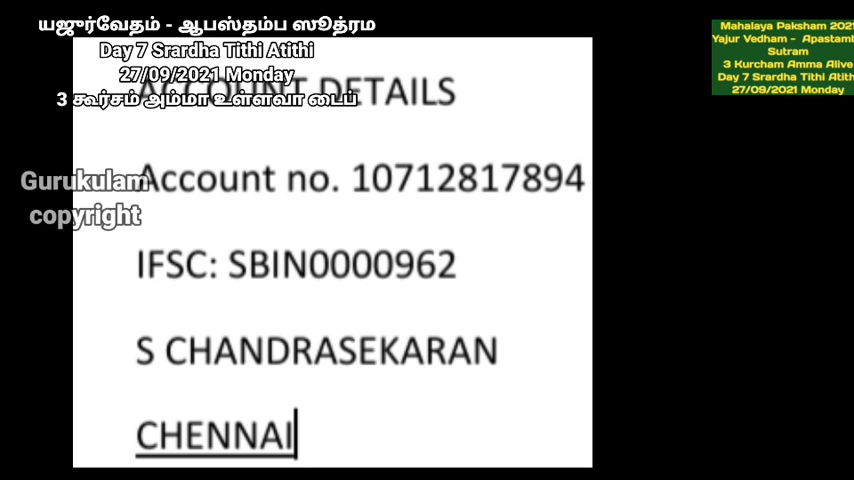 யஜுர்வேதம் - ஆபஸ்தம்ப ஸூத்ரம
Day 7 Srardha Tithi Atithi
27/09/2021 Monday
3 கூர்சம் அம்மா உள்ளவா டைப்
ACCOUNT DETAILS
Gurukulam
copyright
Account no. 10712817894
IFSC: SBIN0000962
S CHANDRASEKARAN
CHENNAI
Mahalaya Paksham 2021
Yajur Vedham - Apastamb
Sutram
3 Kurcham Amma Alive
Day 7 Srardha Tithi Atith
27/09/2021 Monday